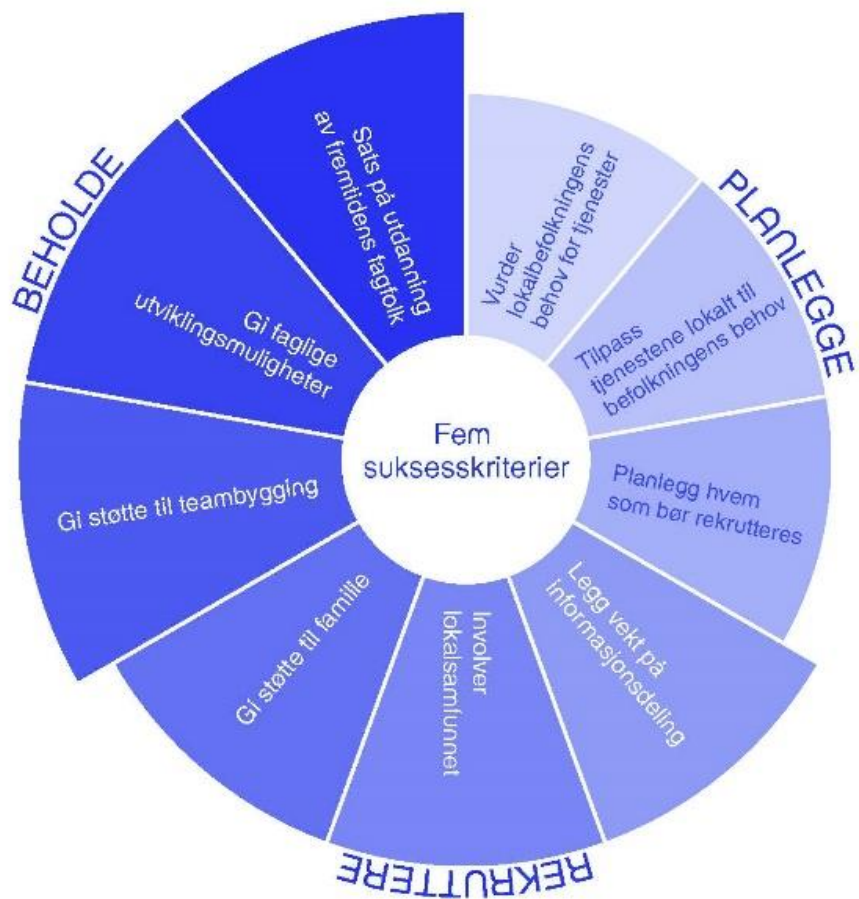 Fem
suksesskriterier
PLANLEGGE
Vurder
lokalbefolkningens
behov for tjenester
Tilpass
tjenestene lokalt til
befolkningens behov
Planlegg hvem
som bør rekrutteres
REKRUTTERE
Legg vekt på
informasjonsdeling
Involver
lokalsamfunnet
Gi støtte til familie
BEHOLDE
Gi støtte til teambygging
Gi faglige
utviklingsmuligheter
Sats på utdanning
av fremtidens fagfolk